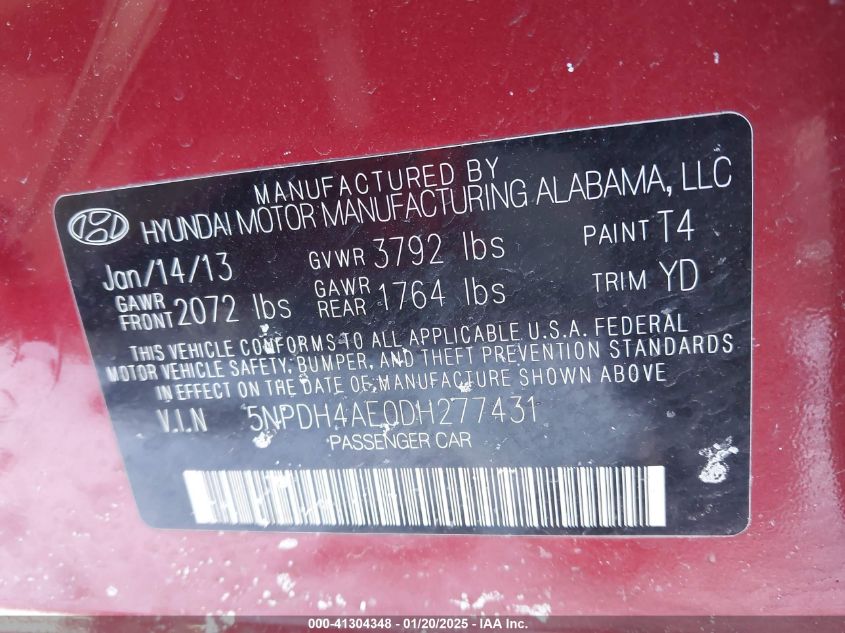 MANUFACTURED BY
HYUNDAI MOTOR MANUFACTURING ALABAMA, LLC
Jan/14/13 GVWR 3792 lbs PAINT T4
GAWR FRONT 2072 lbs GAWR REAR 1764 lbs TRIM YD
THIS VEHICLE CONFORMS TO ALL APPLICABLE U.S.A. FEDERAL
MOTOR VEHICLE SAFETY, BUMPER, AND THEFT PREVENTION STANDARDS
IN EFFECT ON THE DATE OF MANUFACTURE SHOWN ABOVE
V.I.N 5NPDH4AE0DH277431
PASSENGER CAR
000-41304348 - 01/20/2025 - IAA Inc.